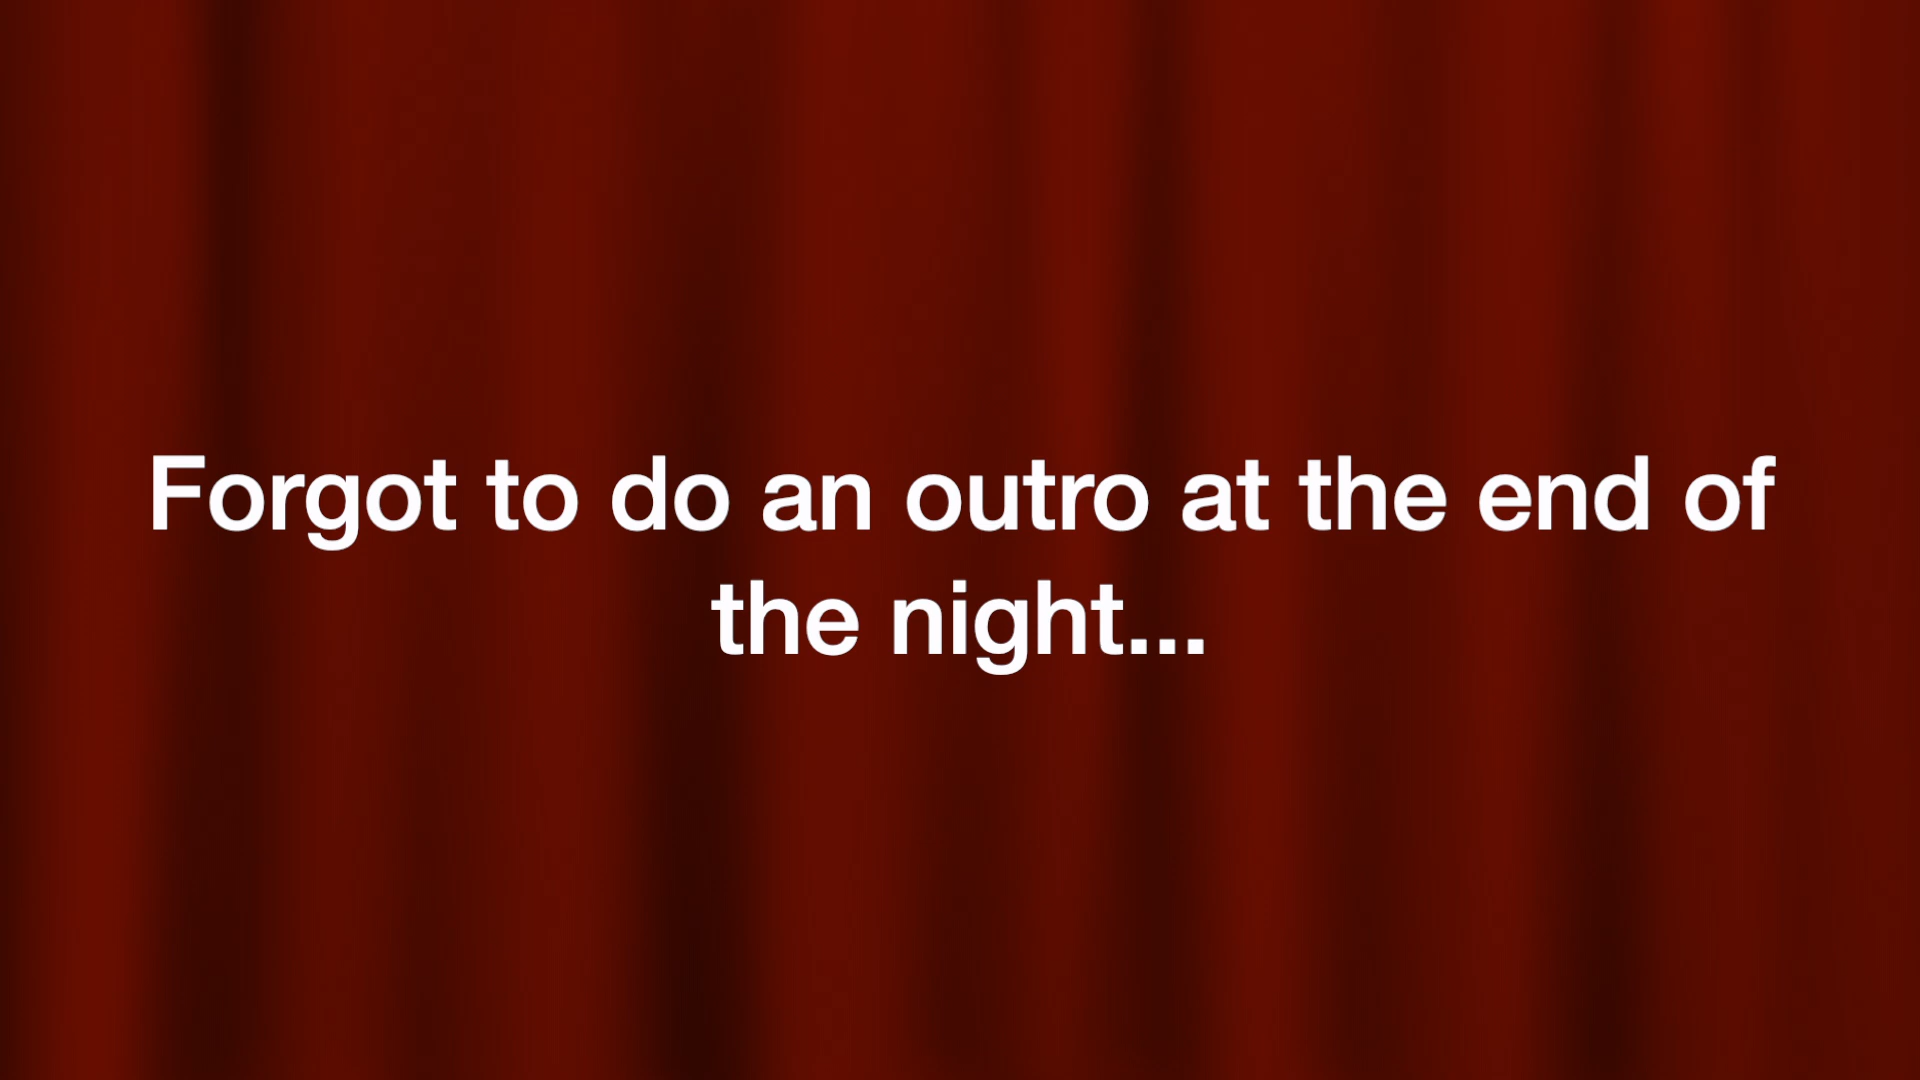 Forgot to do an outro at the end of
the night...